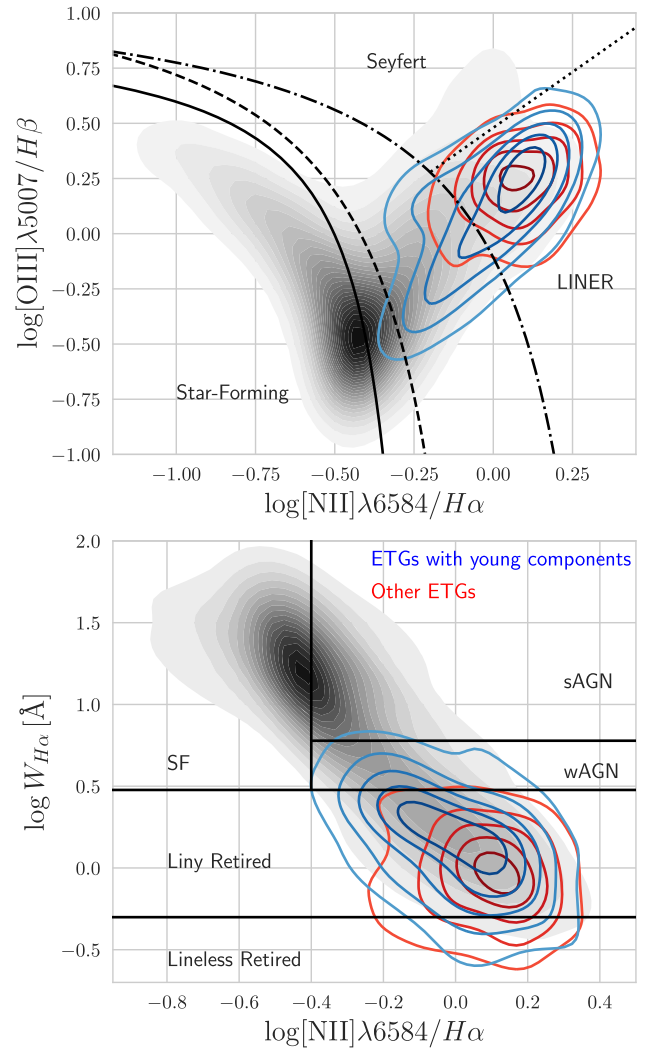 1.00
0.75
0.50
0.25
0.00
−0.25
−0.50
−0.75
−1.00
log[OIII]λ5007/Hβ
Seyfert
LINER
Star-Forming
−1.00 −0.75 −0.50 −0.25 0.00 0.25
log[NII]λ6584/Hα
2.0
1.5
1.0
0.5
0.0
−0.5
log W_{Hα} [Å]
ETGs with young components
Other ETGs
sAGN
SF
wAGN
Liny Retired
Lineless Retired
−0.8 −0.6 −0.4 −0.2 0.0 0.2 0.4
log[NII]λ6584/Hα